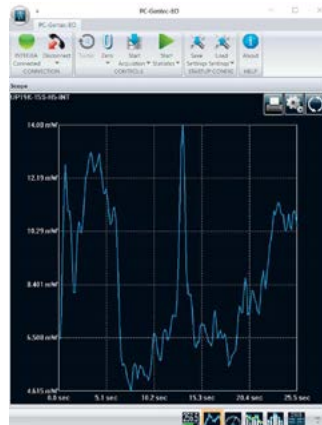 PC-Gentec-EO
PC-Gentec-EO
Connected
Disconnect
Tuner
Zero
Start
Acquisition
Start
Statistics
Save
Settings
Load
Settings
About
CONNECTION
CONTROLS
STARTUP CONFIG
HELP
Scope
14.00 mW
12.19 mW
10.29 mW
8.401 mW
6.508 mW
4.615 mW
0.0 sec
5.1 sec
10.2 sec
15.3 sec
20.4 sec
25.5 sec